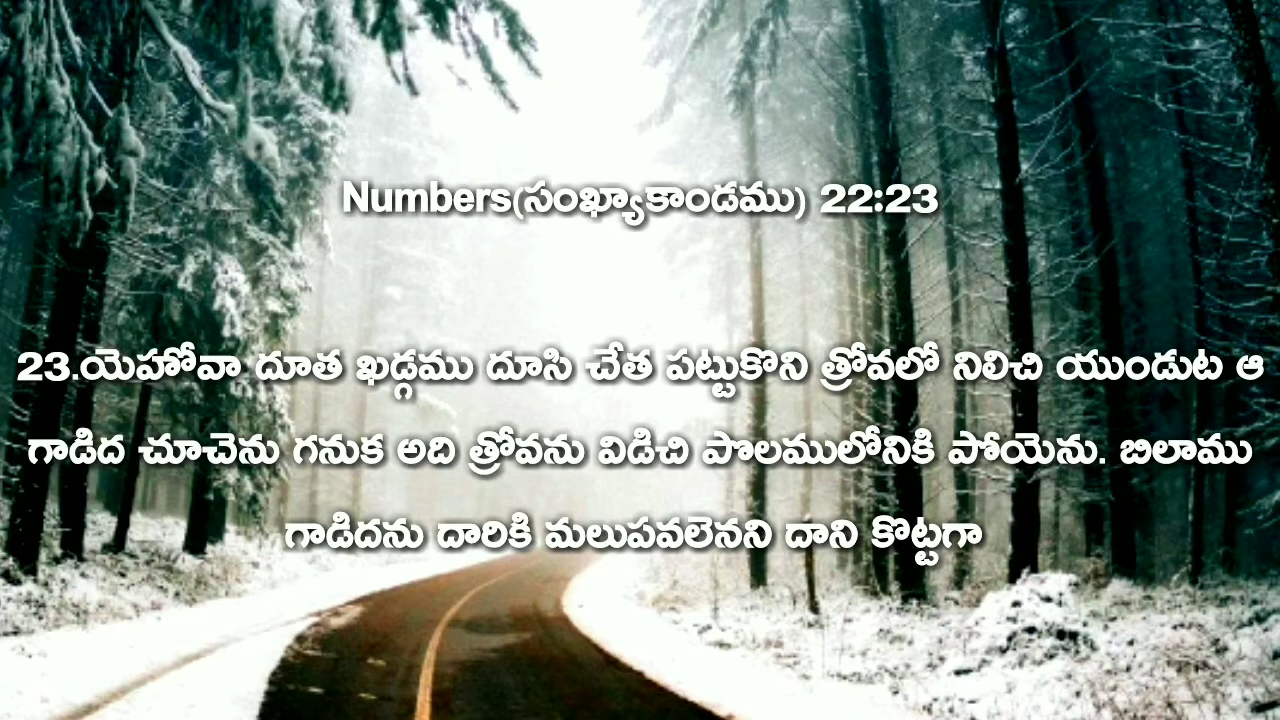 Numbers(సంఖ్యాకాండము) 22:23
23.యెహోవా దూత ఖడ్గము దూసి చేత పట్టుకొని త్రోవలో నిలిచి యుండుట ఆ
గాడిద చూచెను గనుక అది త్రోవను విడిచి పొలములోనికి పోయెను. బిలాము
గాడిదను దారికి మలుపవలెనని దాని కొట్టగా